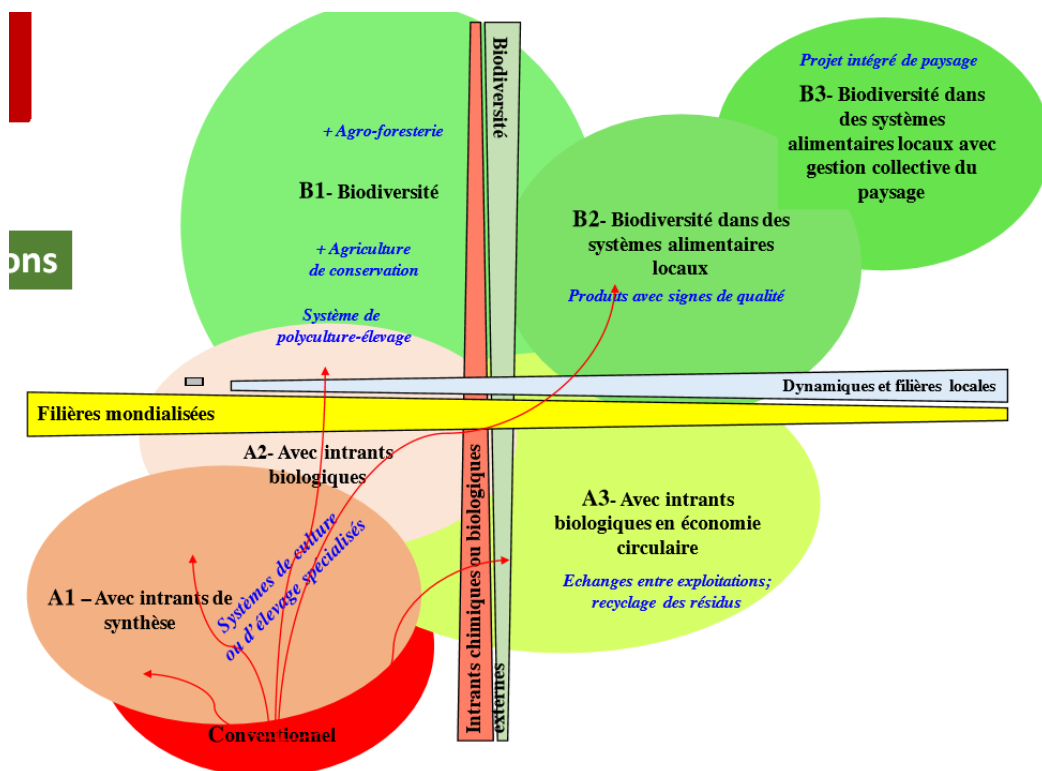 ons
Biodiversité
+ Agro-foresterie
B1- Biodiversité
+ Agriculture
de conservation
Système de
polyculture-élevage
Projet intégré de paysage
B3- Biodiversité dans
des systèmes
alimentaires locaux avec
gestion collective du
paysage
B2- Biodiversité dans des
systèmes alimentaires
locaux
Produits avec signes de qualité
Dynamiques et filières locales
Filières mondialisées
A2- Avec intrants
biologiques
Intrants chimiques ou biologiques
externes
A3- Avec intrants
biologiques en économie
circulaire
Echanges entre exploitations;
recyclage des résidus
Systèmes de culture
ou d'élevage spécialisés
A1 – Avec intrants de
synthèse
Conventionnel